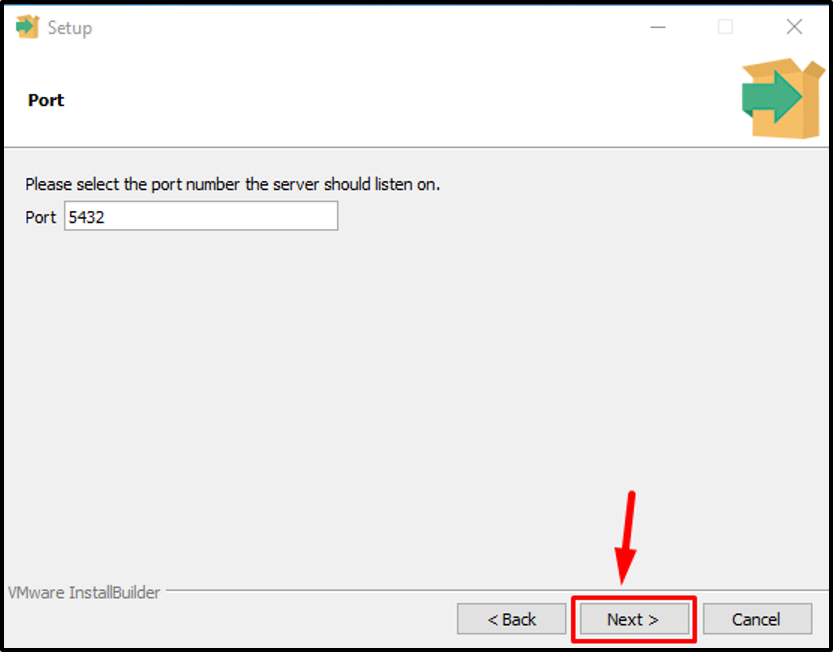 Setup
Port
Please select the port number the server should listen on.
Port 5432
VMware InstallBuilder
< Back Next > Cancel